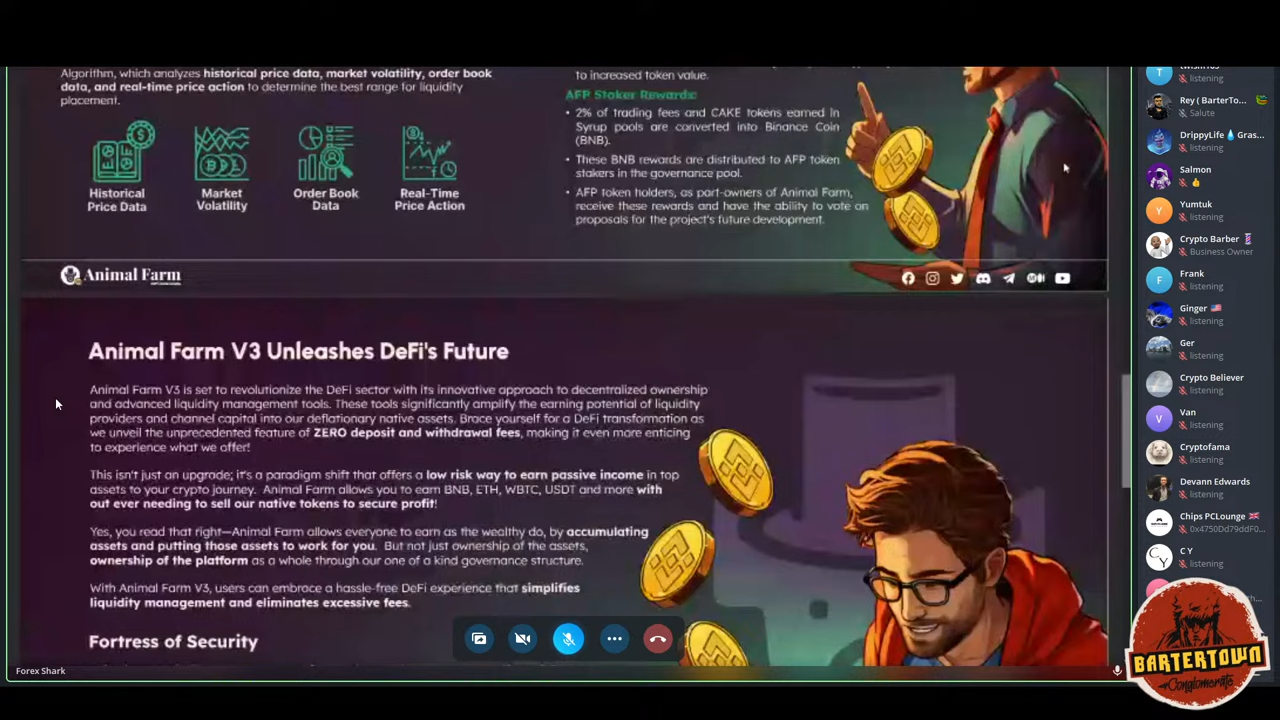 Algorithm, which analyzes historical price data, market volatility, order book
data, and real-time price action to determine the best range for liquidity
placement.
Historical
Price Data
Market
Volatility
Order Book
Data
Real-Time
Price Action
to increased token value.
AFP Staker Rewards:
• 2% of trading fees and CAKE tokens earned in
Syrup pools are converted into Binance Coin
(BNB).
• These BNB rewards are distributed to AFP token
stakers in the governance pool.
• AFP token holders, as part-owners of Animal Farm,
receive these rewards and have the ability to vote on
proposals for the project's future development.
Animal Farm
Animal Farm V3 Unleashes DeFi's Future
Animal Farm V3 is set to revolutionize the DeFi sector with its innovative approach to decentralized ownership
and advanced liquidity management tools. These tools significantly amplify the earning potential of liquidity
providers and channel capital into our deflationary native assets. Brace yourself for a DeFi transformation as
we unveil the unprecedented feature of ZERO deposit and withdrawal fees, making it even more enticing
to experience what we offer!
This isn't just an upgrade; it's a paradigm shift that offers a low risk way to earn passive income in top
assets to your crypto journey. Animal Farm allows you to earn BNB, ETH, WBTC, USDT and more with
out ever needing to sell our native tokens to secure profit!
Yes, you read that right—Animal Farm allows everyone to earn as the wealthy do, by accumulating
assets and putting those assets to work for you. But not just ownership of the assets,
ownership of the platform as a whole through our one of a kind governance structure.
With Animal Farm V3, users can embrace a hassle-free DeFi experience that simplifies
liquidity management and eliminates excessive fees.
Fortress of Security
Forex Shark
T
listening
Rey ( BarterTo...
Salute
DrippyLife Gras...
listening
Salmon
Y
Yumtuk
listening
Crypto Barber
Business Owner
F
Frank
listening
Ginger
listening
Ger
listening
Crypto Believer
listening
V
Van
listening
Cryptofama
listening
Devann Edwards
listening
Chips PCLounge
0x4750Dd79ddF0...
CY
C Y
listening
BARTERTOWN
Conglomerate